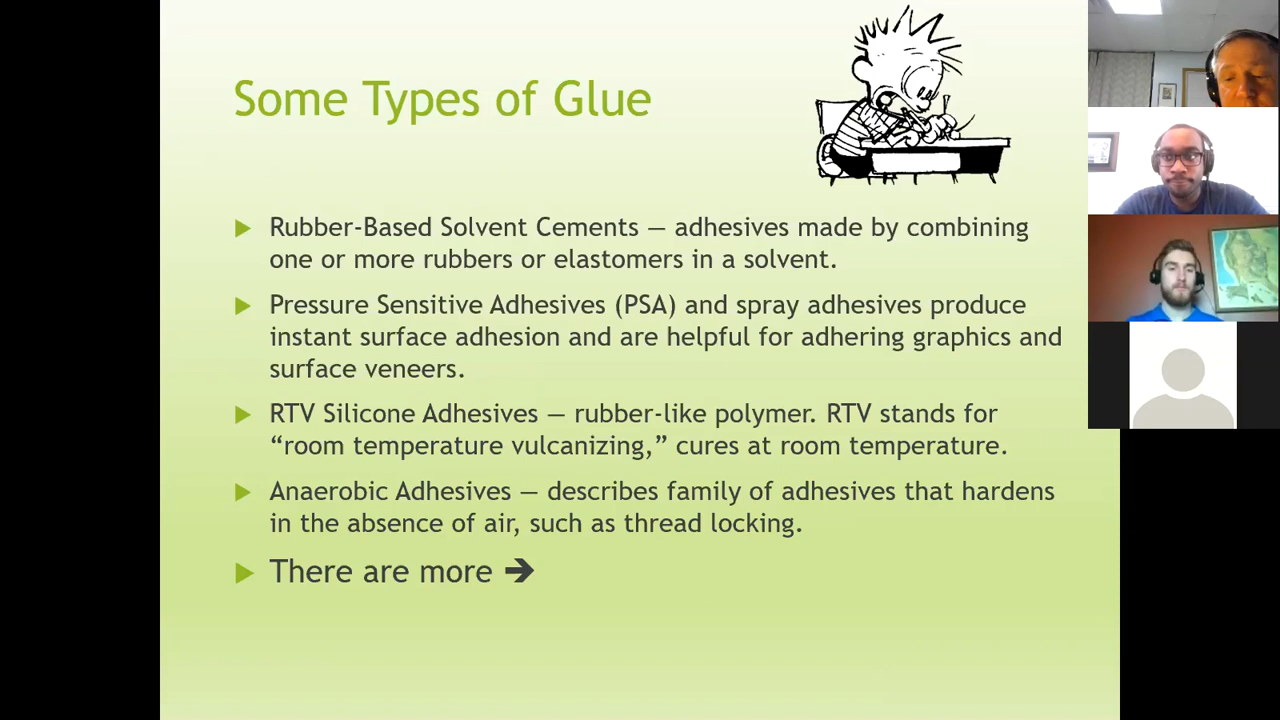 Some Types of Glue
Rubber-Based Solvent Cements — adhesives made by combining
one or more rubbers or elastomers in a solvent.
Pressure Sensitive Adhesives (PSA) and spray adhesives produce
instant surface adhesion and are helpful for adhering graphics and
surface veneers.
RTV Silicone Adhesives — rubber-like polymer. RTV stands for
“room temperature vulcanizing,” cures at room temperature.
Anaerobic Adhesives — describes family of adhesives that hardens
in the absence of air, such as thread locking.
There are more ➔